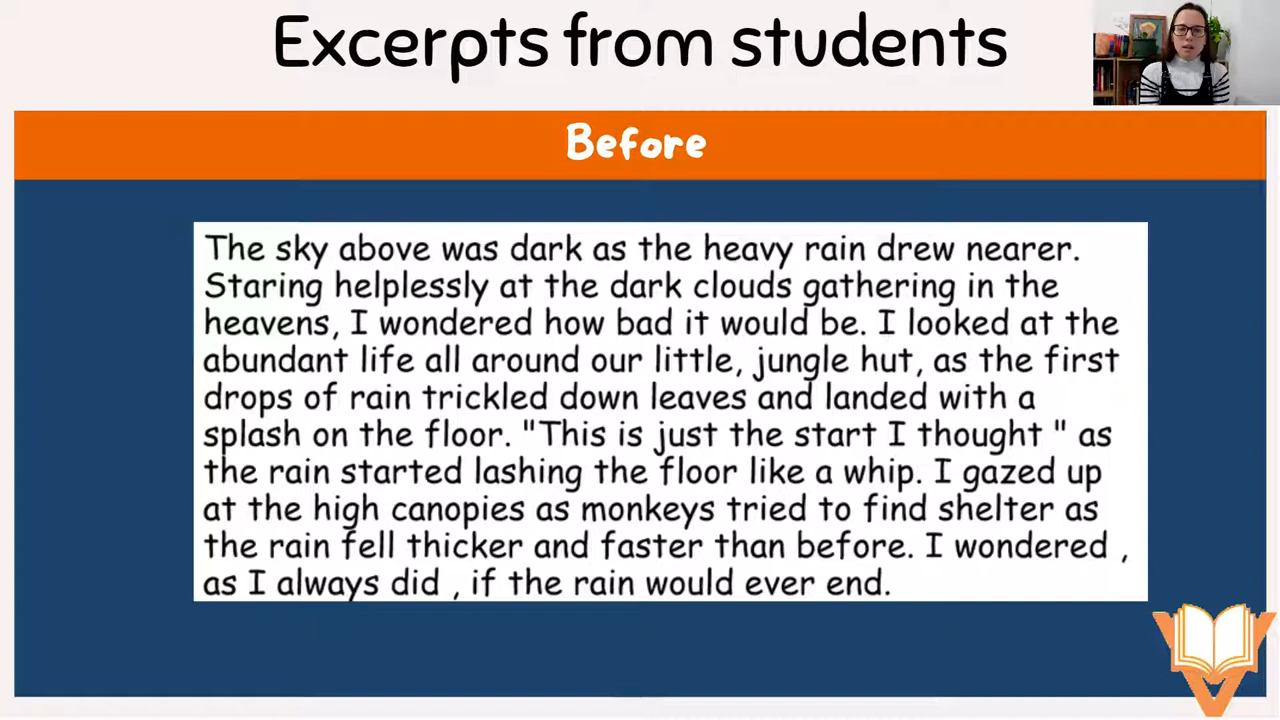 Excerpts from students
Before
The sky above was dark as the heavy rain drew nearer.
Staring helplessly at the dark clouds gathering in the
heavens, I wondered how bad it would be. I looked at the
abundant life all around our little, jungle hut, as the first
drops of rain trickled down leaves and landed with a
splash on the floor. "This is just the start I thought " as
the rain started lashing the floor like a whip. I gazed up
at the high canopies as monkeys tried to find shelter as
the rain fell thicker and faster than before. I wondered ,
as I always did , if the rain would ever end.